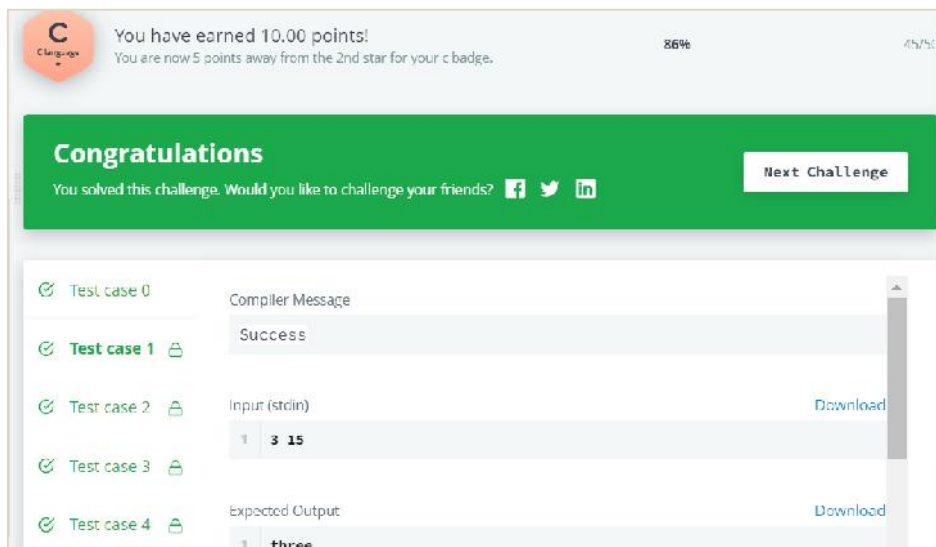 C
C language
You have earned 10.00 points!
You are now 5 points away from the 2nd star for your c badge.
86%
45/50
Congratulations
You solved this challenge. Would you like to challenge your friends?
Next Challenge
Test case 0
Compiler Message
Success
Test case 1
Test case 2
Input (stdin)
Download
1 3 15
Test case 3
Test case 4
Expected Output
Download
1 three